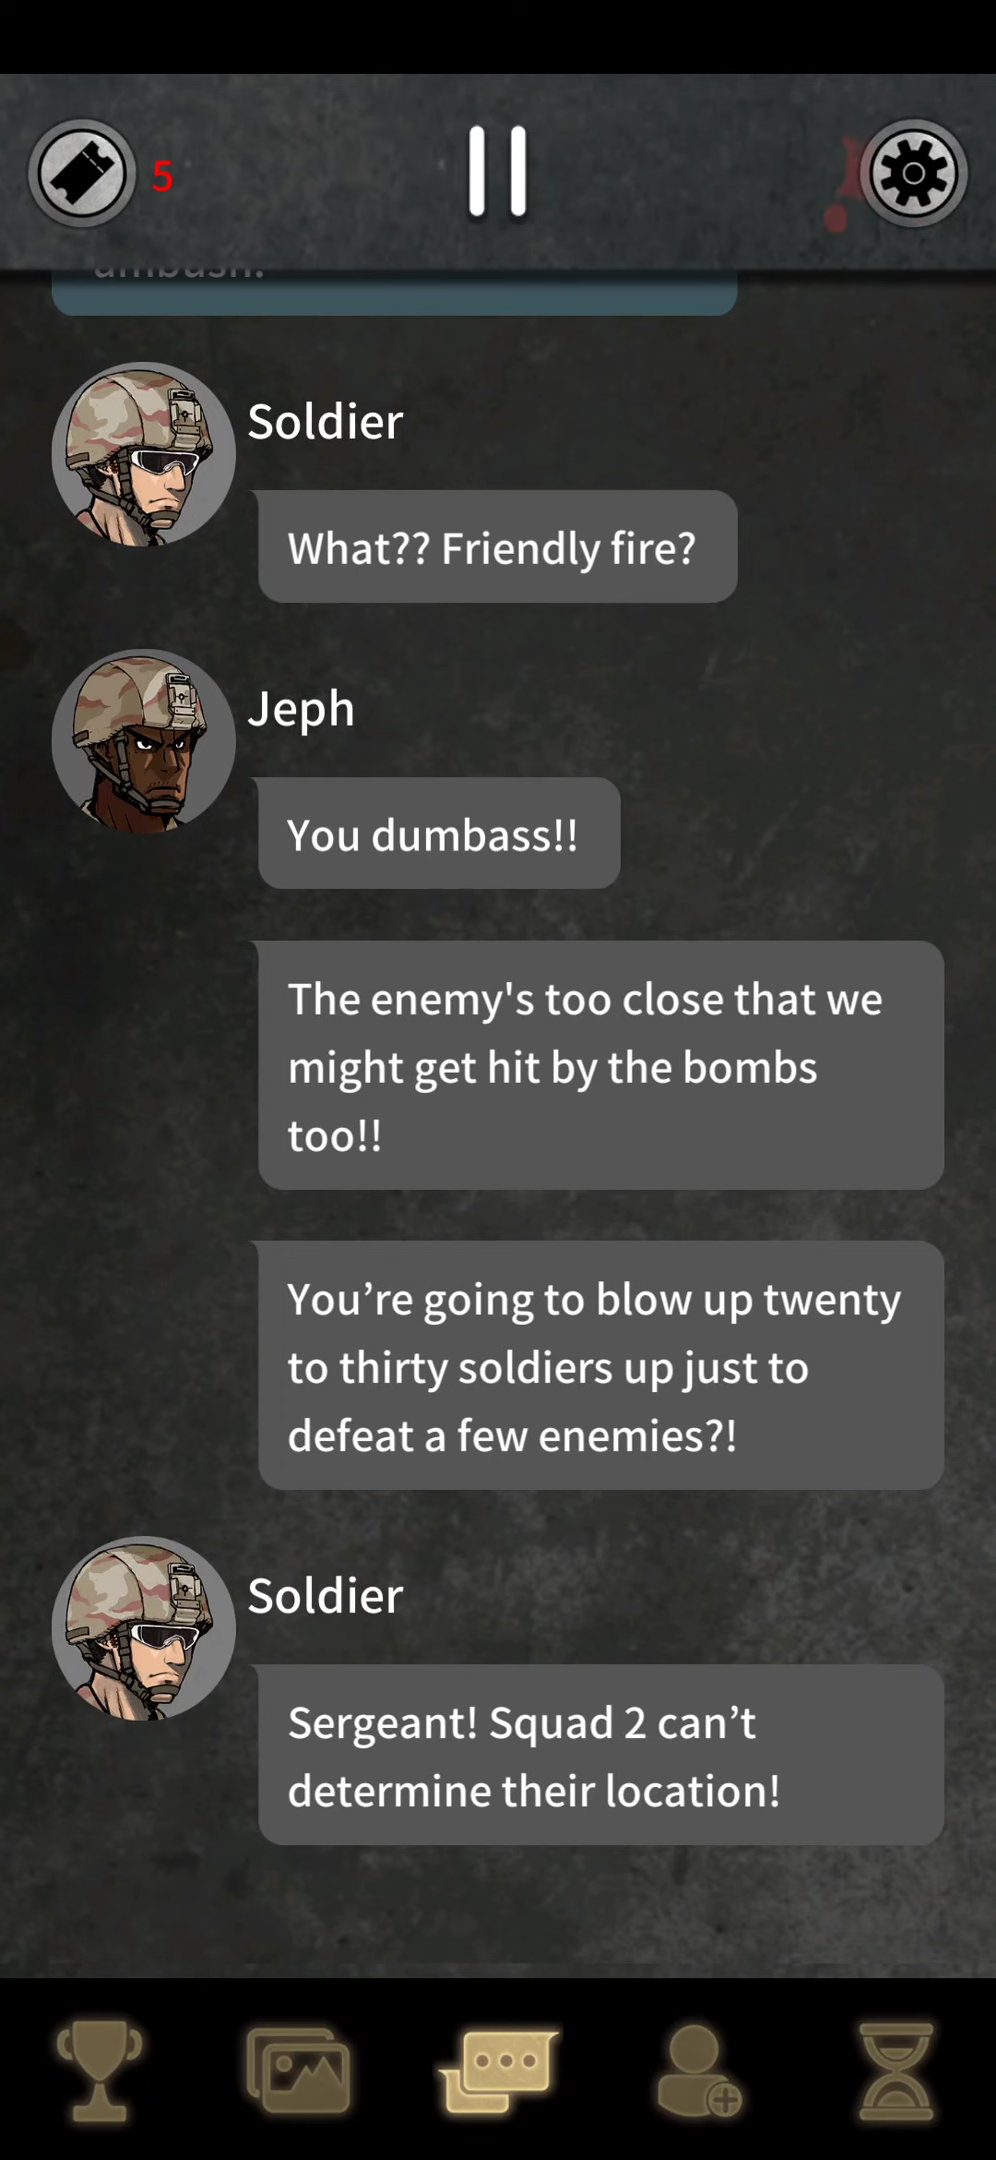 5
ambush!
Soldier
What?? Friendly fire?
Jeph
You dumbass!!
The enemy's too close that we
might get hit by the bombs
too!!
You’re going to blow up twenty
to thirty soldiers up just to
defeat a few enemies?!
Soldier
Sergeant! Squad 2 can’t
determine their location!